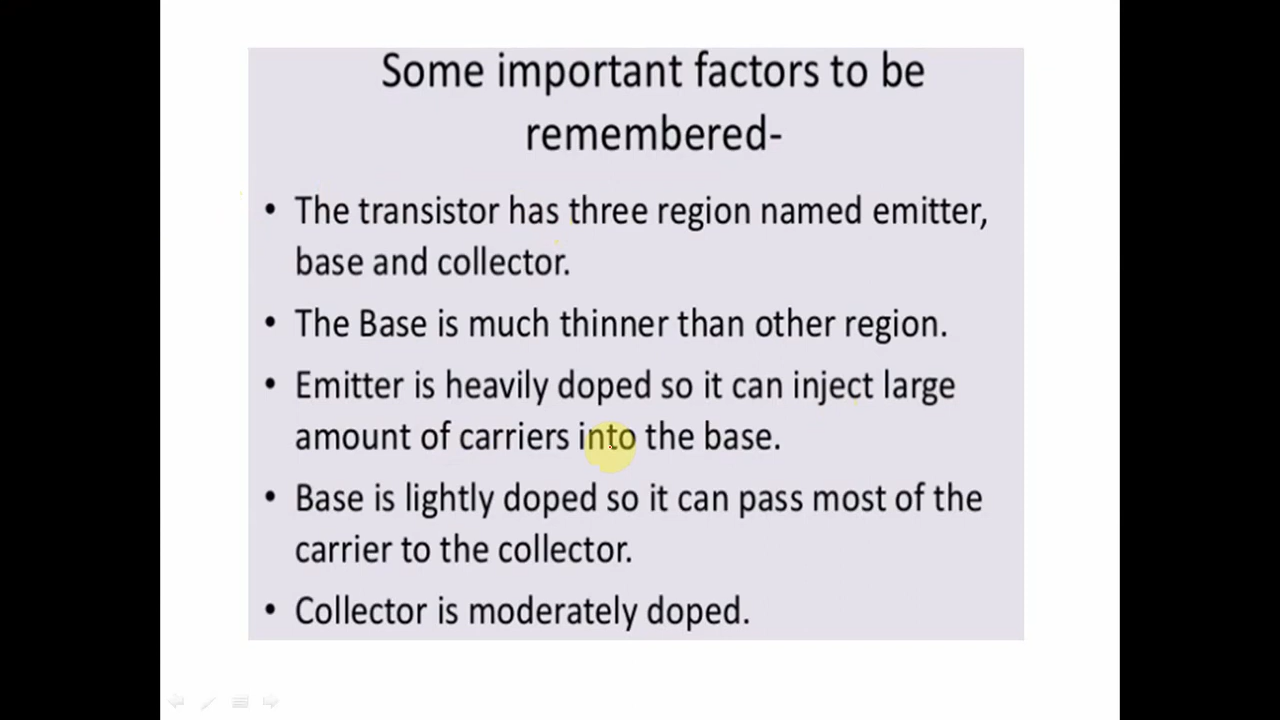 Some important factors to be
remembered-
• The transistor has three region named emitter,
base and collector.
• The Base is much thinner than other region.
• Emitter is heavily doped so it can inject large
amount of carriers into the base.
• Base is lightly doped so it can pass most of the
carrier to the collector.
• Collector is moderately doped.